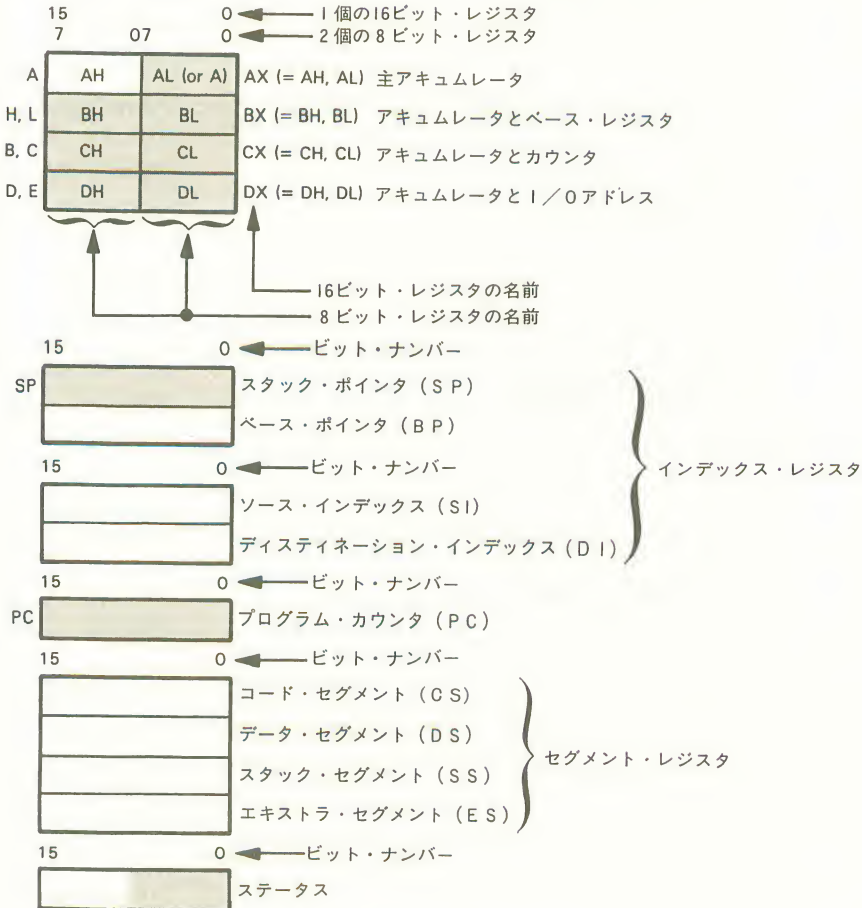 15 0 1個の16ビット・レジスタ
7 07 0 2個の8ビット・レジスタ
A AH AL (or A) AX (= AH, AL) 主アキュムレータ
H, L BH BL BX (= BH, BL) アキュムレータとベース・レジスタ
B, C CH CL CX (= CH, CL) アキュムレータとカウンタ
D, E DH DL DX (= DH, DL) アキュムレータとI/Oアドレス
16ビット・レジスタの名前
8ビット・レジスタの名前
15 0 ビット・ナンバー
SP スタック・ポインタ(SP)
ベース・ポインタ(BP)
15 0 ビット・ナンバー
インデックス・レジスタ
ソース・インデックス(SI)
ディスティネーション・インデックス(DI)
15 0 ビット・ナンバー
PC プログラム・カウンタ(PC)
15 0 ビット・ナンバー
コード・セグメント(CS)
データ・セグメント(DS)
セグメント・レジスタ
スタック・セグメント(SS)
エキストラ・セグメント(ES)
15 0 ビット・ナンバー
ステータス